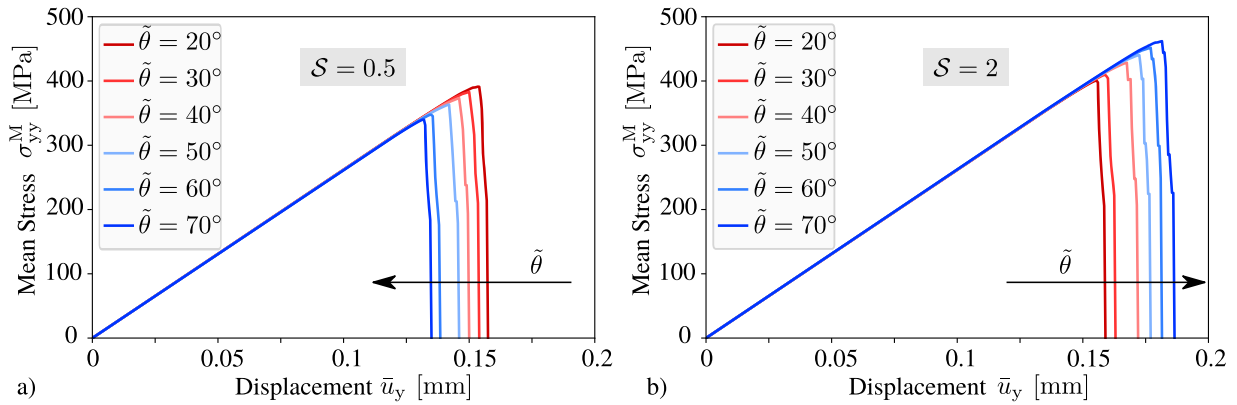 500
400
300
200
100
0
Mean Stress σ_yy^M [MPa]
θ̃ = 20°
θ̃ = 30°
θ̃ = 40°
θ̃ = 50°
θ̃ = 60°
θ̃ = 70°
𝒮 = 0.5
θ̃
0 0.05 0.1 0.15 0.2
a) Displacement ū_y [mm]
500
400
300
200
100
0
Mean Stress σ_yy^M [MPa]
θ̃ = 20°
θ̃ = 30°
θ̃ = 40°
θ̃ = 50°
θ̃ = 60°
θ̃ = 70°
𝒮 = 2
θ̃
0 0.05 0.1 0.15 0.2
b) Displacement ū_y [mm]